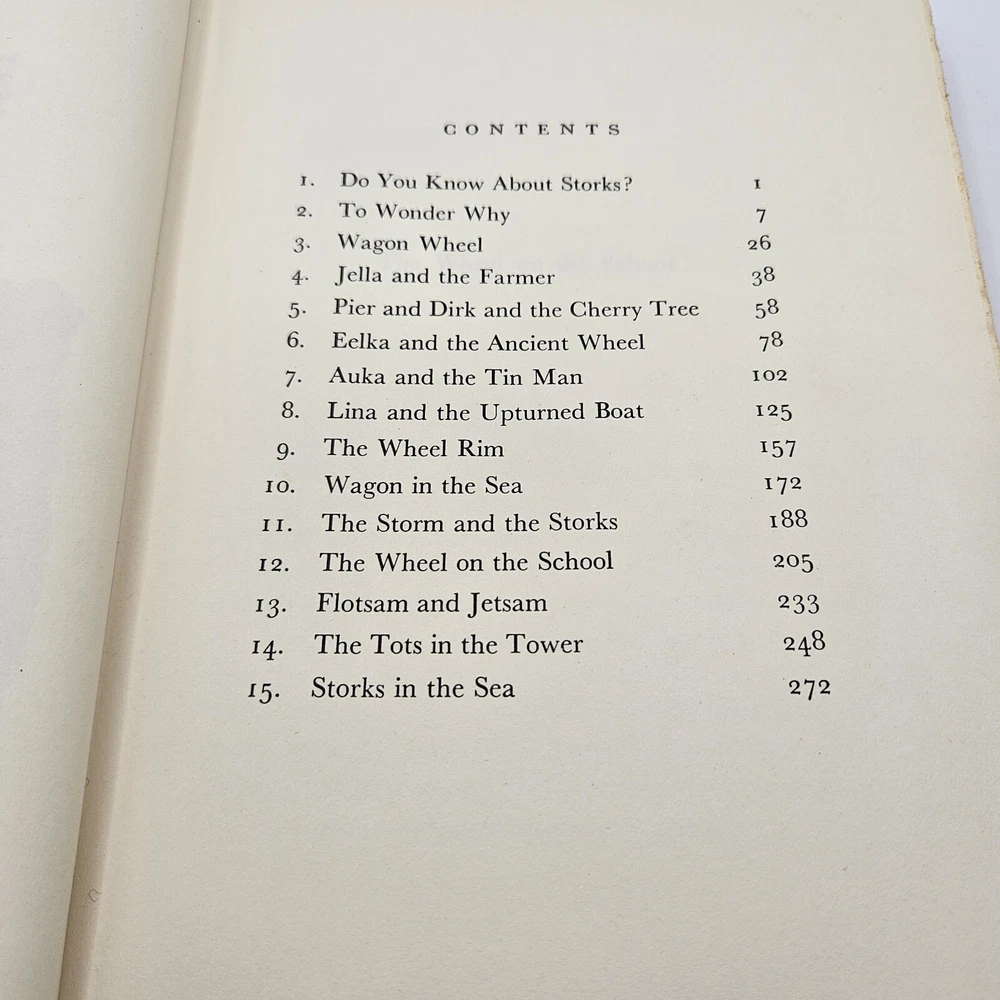 CONTENTS
1. Do You Know About Storks? 1
2. To Wonder Why 7
3. Wagon Wheel 26
4. Jella and the Farmer 38
5. Pier and Dirk and the Cherry Tree 58
6. Eelka and the Ancient Wheel 78
7. Auka and the Tin Man 102
8. Lina and the Upturned Boat 125
9. The Wheel Rim 157
10. Wagon in the Sea 172
11. The Storm and the Storks 188
12. The Wheel on the School 205
13. Flotsam and Jetsam 233
14. The Tots in the Tower 248
15. Storks in the Sea 272